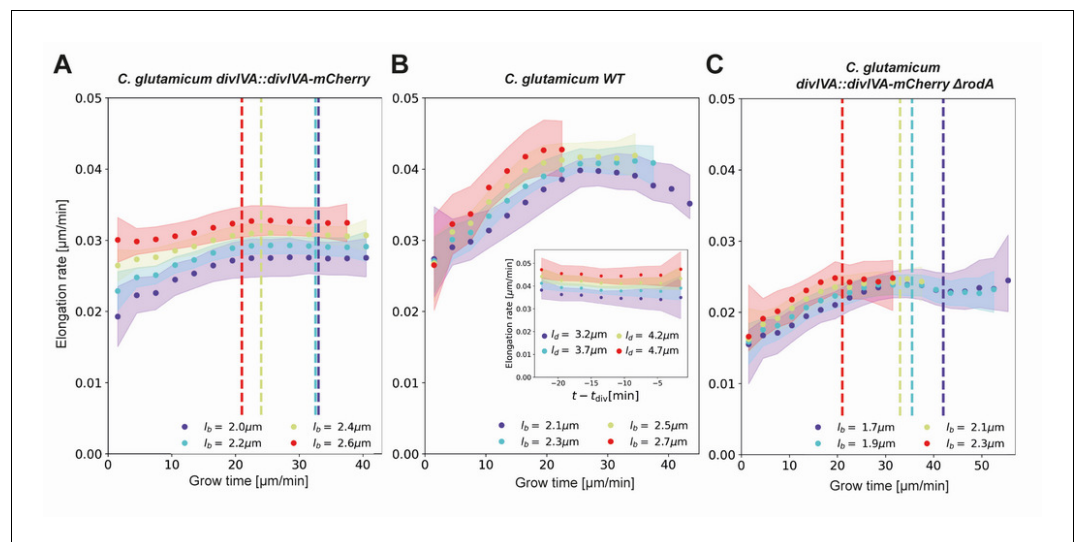 A
C. glutamicum divIVA::divIVA-mCherry
0.05
0.04
0.03
0.02
0.01
0.00
Elongation rate [µm/min]
0 10 20 30 40
Grow time [µm/min]
l_b = 2.0µm l_b = 2.4µm
l_b = 2.2µm l_b = 2.6µm
B
C. glutamicum WT
0.05
0.04
0.03
0.02
0.01
0.00
0 10 20 30 40
Grow time [µm/min]
l_b = 2.1µm l_b = 2.5µm
l_b = 2.3µm l_b = 2.7µm
Elongation rate [µm/min]
0.05
0.04
0.03
0.02
0.01
0.00
l_d = 3.2µm l_d = 4.2µm
l_d = 3.7µm l_d = 4.7µm
−20 −15 −10 −5
t − t_div[min]
C
C. glutamicum
divIVA::divIVA-mCherry ΔrodA
0.05
0.04
0.03
0.02
0.01
0.00
0 10 20 30 40 50
Grow time [µm/min]
l_b = 1.7µm l_b = 2.1µm
l_b = 1.9µm l_b = 2.3µm